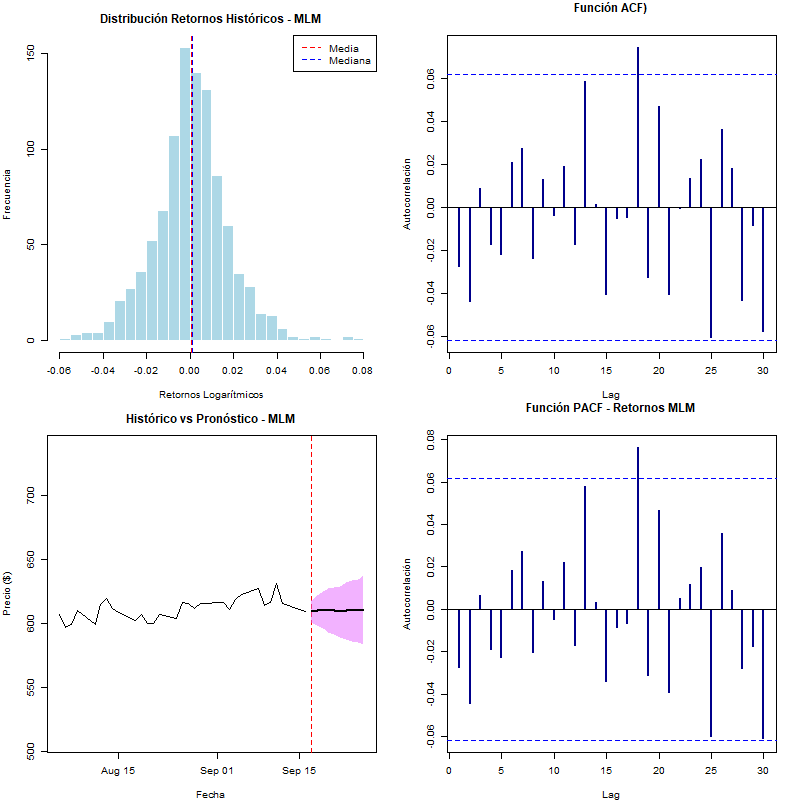 Distribución Retornos Históricos - MLM
Frecuencia
150
100
50
0
Media
Mediana
-0.06
-0.04
-0.02
0.00
0.02
0.04
0.06
0.08
Retornos Logarítmicos
Función ACF)
Autocorrelación
0.06
0.04
0.02
0.00
-0.02
-0.04
-0.06
0
5
10
15
20
25
30
Lag
Histórico vs Pronóstico - MLM
Precio ($)
700
650
600
550
500
Aug 15
Sep 01
Sep 15
Fecha
Función PACF - Retornos MLM
Autocorrelación
0.08
0.06
0.04
0.02
0.00
-0.02
-0.04
-0.06
0
5
10
15
20
25
30
Lag